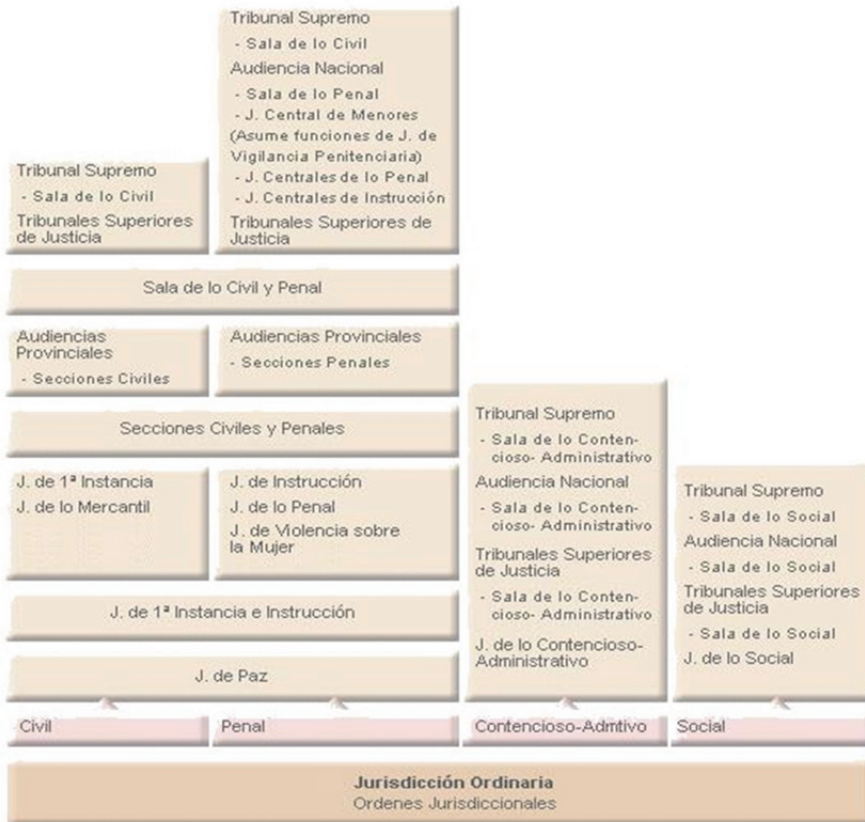 Tribunal Supremo
- Sala de lo Civil
Tribunales Superiores
de Justicia
Tribunal Supremo
- Sala de lo Civil
Audiencia Nacional
- Sala de lo Penal
- J. Central de Menores
(Asume funciones de J. de
Vigilancia Penitenciaria)
- J. Centrales de lo Penal
- J. Centrales de Instrucción
Tribunales Superiores de
Justicia
Sala de lo Civil y Penal
Audiencias
Provinciales
- Secciones Civiles
Audiencias Provinciales
- Secciones Penales
Secciones Civiles y Penales
J. de 1ª Instancia
J. de lo Mercantil
J. de Instrucción
J. de lo Penal
J. de Violencia sobre
la Mujer
J. de 1ª Instancia e Instrucción
J. de Paz
Tribunal Supremo
- Sala de lo Conten-
cioso- Administrativo
Audiencia Nacional
- Sala de lo Conten-
cioso- Administrativo
Tribunales Superiores
de Justicia
- Sala de lo Conten-
cioso- Administrativo
J. de lo Contencioso-
Administrativo
Tribunal Supremo
- Sala de lo Social
Audiencia Nacional
- Sala de lo Social
Tribunales Superiores
de Justicia
- Sala de lo Social
J. de lo Social
Civil
Penal
Contencioso-Admtivo
Social
Jurisdicción Ordinaria
Ordenes Jurisdiccionales